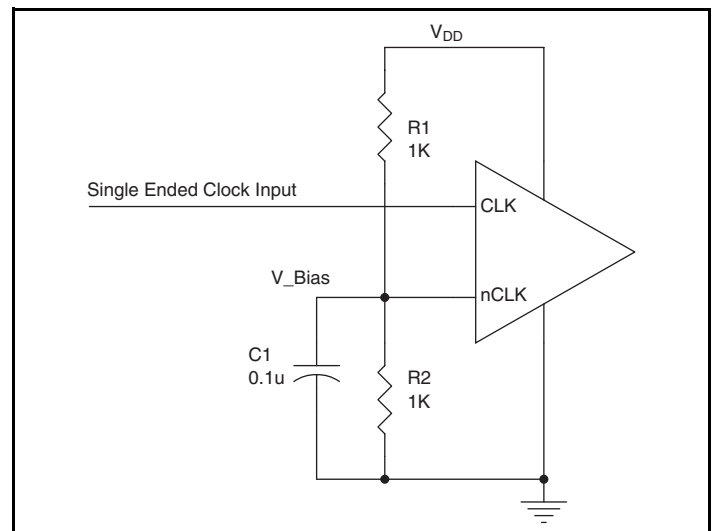 VDD
R1
1K
Single Ended Clock Input
CLK
V_Bias
nCLK
C1
0.1u
R2
1K